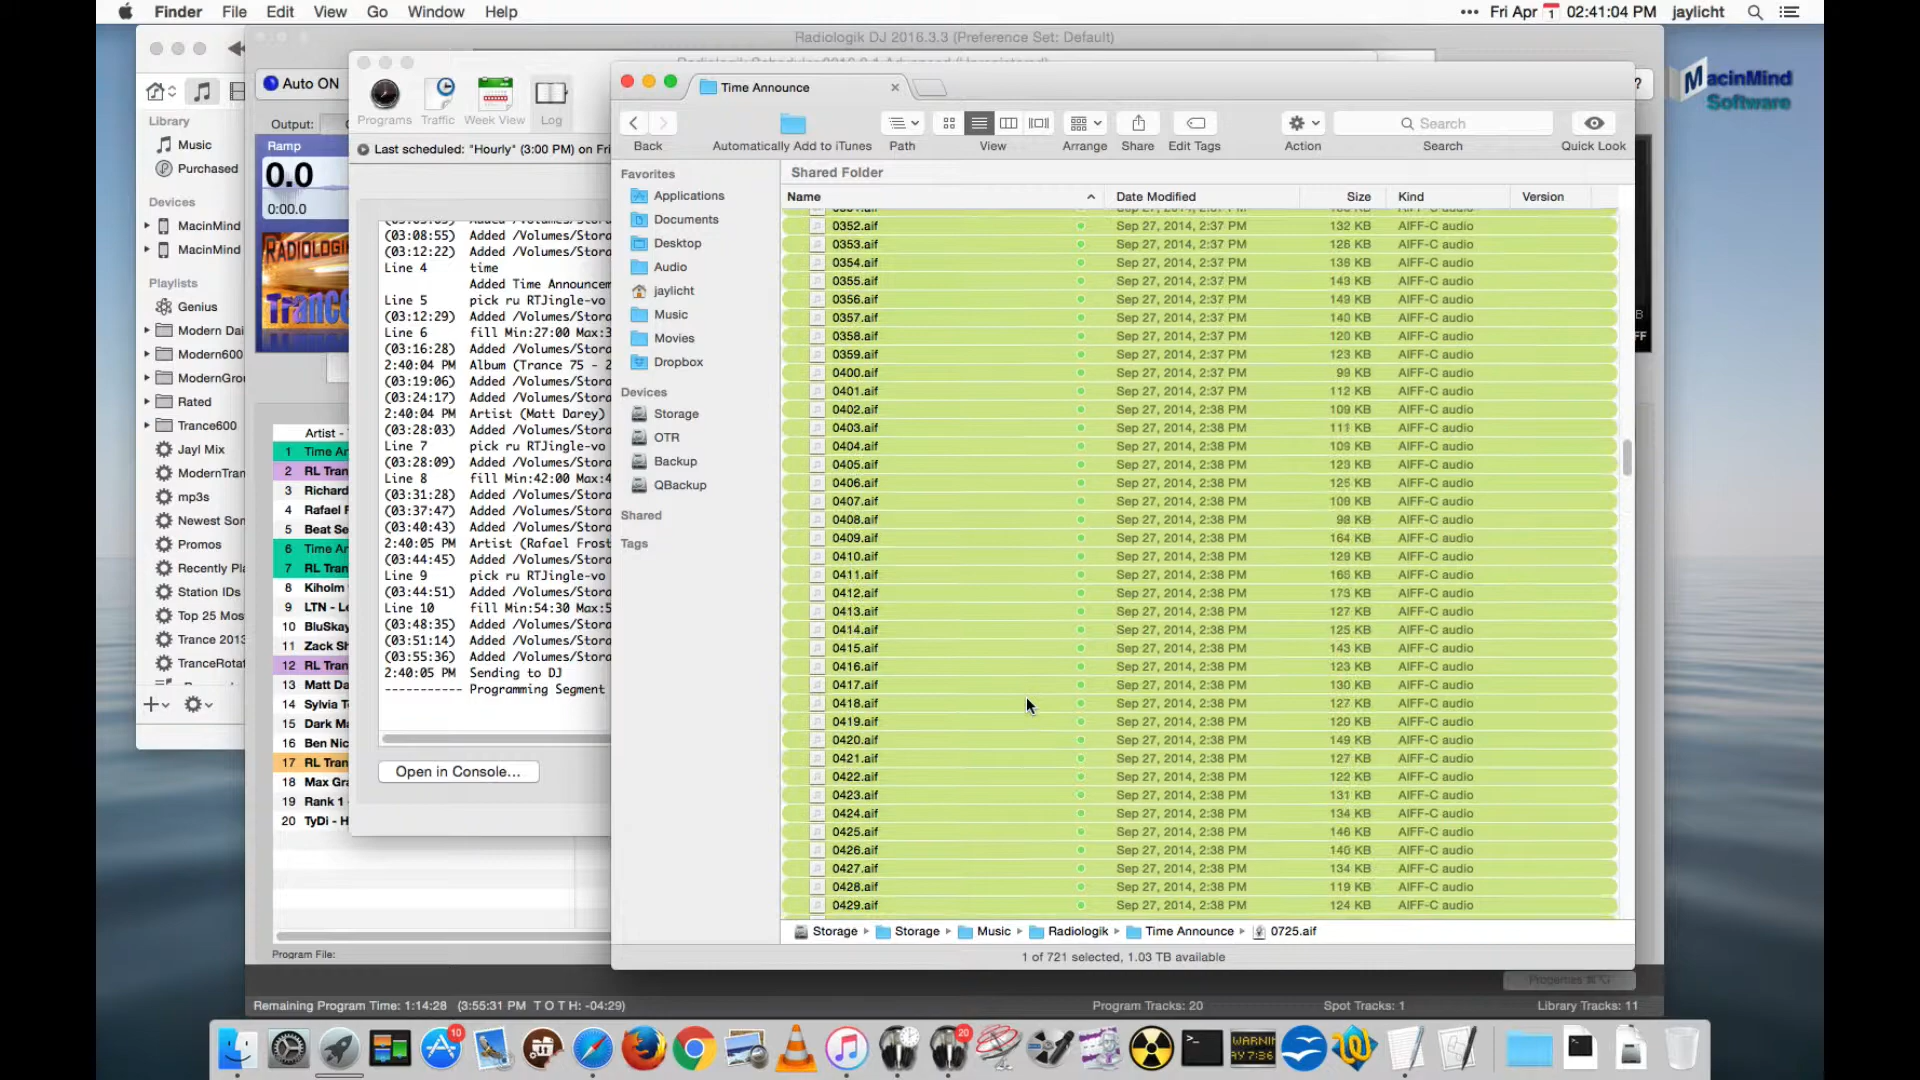 Finder File Edit View Go Window Help
Fri Apr 1 02:41:04 PM jaylicht
MacinMind
Software
Radiologik DJ 2016.3.3 (Preference Set: Default)
Auto ON
Output:
Ramp
0.0
0:00.0
Library
Music
Purchased
Devices
MacinMind
MacinMind
Playlists
Genius
Modern Dai
Modern600
ModernGro
Rated
Trance600
Jayl Mix
ModernTran
mp3s
Newest Son
Promos
Recently Pla
Station IDs
Top 25 Mos
Trance 2013
TranceRotat
RADIOLOGIK
Trance
Artist -
1 Time An
2 RL Tran
3 Richard
4 Rafael F
5 Beat Se
6 Time An
7 RL Tran
8 Kiholm
9 LTN - Le
10 BluSkay
11 Zack Sh
12 RL Tran
13 Matt Da
14 Sylvia T
15 Dark Ma
16 Ben Nic
17 RL Tran
18 Max Gra
19 Rank 1 -
20 TyDi - H
Program File:
Programs Traffic Week View Log
Last scheduled: "Hourly" (3:00 PM) on Fri
(03:08:55) Added /Volumes/Stora
(03:12:22) Added /Volumes/Stora
Line 4 time
Added Time Announcem
Line 5 pick ru RTJingle-vo
(03:12:29) Added /Volumes/Stora
Line 6 fill Min:27:00 Max:3
(03:16:28) Added /Volumes/Stora
2:40:04 PM Album (Trance 75 - 2
(03:19:06) Added /Volumes/Stora
(03:24:17) Added /Volumes/Stora
2:40:04 PM Artist (Matt Darey)
(03:28:03) Added /Volumes/Stora
Line 7 pick ru RTJingle-vo
(03:28:09) Added /Volumes/Stora
Line 8 fill Min:42:00 Max:4
(03:31:28) Added /Volumes/Stora
(03:37:47) Added /Volumes/Stora
(03:40:43) Added /Volumes/Stora
2:40:05 PM Artist (Rafael Frost
(03:44:45) Added /Volumes/Stora
Line 9 pick ru RTJingle-vo
(03:44:51) Added /Volumes/Stora
Line 10 fill Min:54:30 Max:5
(03:48:35) Added /Volumes/Stora
(03:51:14) Added /Volumes/Stora
(03:55:36) Added /Volumes/Stora
2:40:05 PM Sending to DJ
----------- Programming Segment
Open in Console...
Time Announce
Back Automatically Add to iTunes Path View Arrange Share Edit Tags Action Search Quick Look
Search
Favorites
Applications
Documents
Desktop
Audio
jaylicht
Music
Movies
Dropbox
Devices
Storage
OTR
Backup
QBackup
Shared
Tags
Shared Folder
Name Date Modified Size Kind Version
0352.aif Sep 27, 2014, 2:37 PM 132 KB AIFF-C audio
0353.aif Sep 27, 2014, 2:37 PM 126 KB AIFF-C audio
0354.aif Sep 27, 2014, 2:37 PM 138 KB AIFF-C audio
0355.aif Sep 27, 2014, 2:37 PM 143 KB AIFF-C audio
0356.aif Sep 27, 2014, 2:37 PM 149 KB AIFF-C audio
0357.aif Sep 27, 2014, 2:37 PM 140 KB AIFF-C audio
0358.aif Sep 27, 2014, 2:37 PM 120 KB AIFF-C audio
0359.aif Sep 27, 2014, 2:37 PM 123 KB AIFF-C audio
0400.aif Sep 27, 2014, 2:37 PM 99 KB AIFF-C audio
0401.aif Sep 27, 2014, 2:37 PM 112 KB AIFF-C audio
0402.aif Sep 27, 2014, 2:38 PM 109 KB AIFF-C audio
0403.aif Sep 27, 2014, 2:38 PM 111 KB AIFF-C audio
0404.aif Sep 27, 2014, 2:38 PM 109 KB AIFF-C audio
0405.aif Sep 27, 2014, 2:38 PM 123 KB AIFF-C audio
0406.aif Sep 27, 2014, 2:38 PM 125 KB AIFF-C audio
0407.aif Sep 27, 2014, 2:38 PM 108 KB AIFF-C audio
0408.aif Sep 27, 2014, 2:38 PM 98 KB AIFF-C audio
0409.aif Sep 27, 2014, 2:38 PM 164 KB AIFF-C audio
0410.aif Sep 27, 2014, 2:38 PM 129 KB AIFF-C audio
0411.aif Sep 27, 2014, 2:38 PM 165 KB AIFF-C audio
0412.aif Sep 27, 2014, 2:38 PM 173 KB AIFF-C audio
0413.aif Sep 27, 2014, 2:38 PM 127 KB AIFF-C audio
0414.aif Sep 27, 2014, 2:38 PM 125 KB AIFF-C audio
0415.aif Sep 27, 2014, 2:38 PM 143 KB AIFF-C audio
0416.aif Sep 27, 2014, 2:38 PM 123 KB AIFF-C audio
0417.aif Sep 27, 2014, 2:38 PM 130 KB AIFF-C audio
0418.aif Sep 27, 2014, 2:38 PM 127 KB AIFF-C audio
0419.aif Sep 27, 2014, 2:38 PM 129 KB AIFF-C audio
0420.aif Sep 27, 2014, 2:38 PM 149 KB AIFF-C audio
0421.aif Sep 27, 2014, 2:38 PM 127 KB AIFF-C audio
0422.aif Sep 27, 2014, 2:38 PM 122 KB AIFF-C audio
0423.aif Sep 27, 2014, 2:38 PM 131 KB AIFF-C audio
0424.aif Sep 27, 2014, 2:38 PM 134 KB AIFF-C audio
0425.aif Sep 27, 2014, 2:38 PM 146 KB AIFF-C audio
0426.aif Sep 27, 2014, 2:38 PM 140 KB AIFF-C audio
0427.aif Sep 27, 2014, 2:38 PM 134 KB AIFF-C audio
0428.aif Sep 27, 2014, 2:38 PM 119 KB AIFF-C audio
0429.aif Sep 27, 2014, 2:38 PM 124 KB AIFF-C audio
Storage Storage Music Radiologik Time Announce 0725.aif
1 of 721 selected, 1.03 TB available
Remaining Program Time: 1:14:28 (3:55:31 PM T O T H: -04:29) Program Tracks: 20 Spot Tracks: 1 Library Tracks: 11
10
20